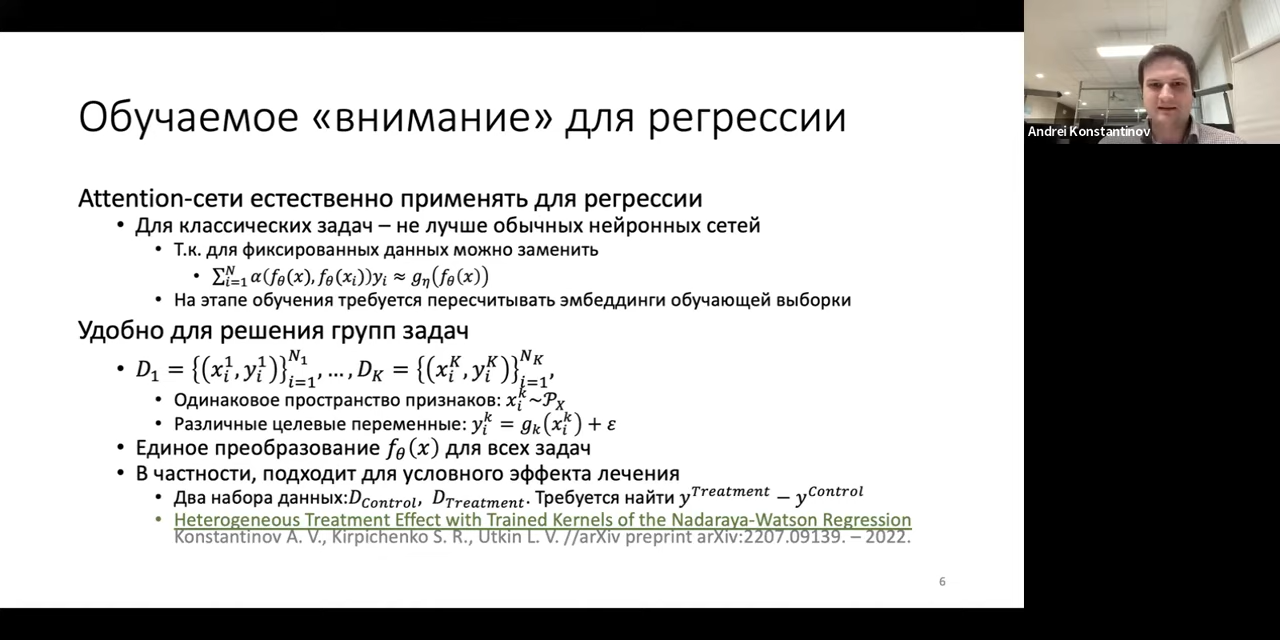 Обучаемое «внимание» для регрессии
Andrei Konstantinov
Attention-сети естественно применять для регрессии
• Для классических задач – не лучше обычных нейронных сетей
• Т.к. для фиксированных данных можно заменить
• ∑ᵢ₌₁ᴺ α(f_θ(x), f_θ(xᵢ))yᵢ ≈ g_η(f_θ(x))
• На этапе обучения требуется пересчитывать эмбеддинги обучающей выборки
Удобно для решения групп задач
• D₁ = {(xᵢ¹, yᵢ¹)}ᵢ₌₁^{N₁}, … , D_K = {(xᵢᴷ, yᵢᴷ)}ᵢ₌₁^{N_K},
• Одинаковое пространство признаков: xᵢᵏ~𝒫_X
• Различные целевые переменные: yᵢᵏ = gₖ(xᵢᵏ) + ε
• Единое преобразование f_θ(x) для всех задач
• В частности, подходит для условного эффекта лечения
• Два набора данных:D_Control, D_Treatment. Требуется найти y^Treatment − y^Control
• Heterogeneous Treatment Effect with Trained Kernels of the Nadaraya-Watson Regression
Konstantinov A. V., Kirpichenko S. R., Utkin L. V. //arXiv preprint arXiv:2207.09139. – 2022.
6